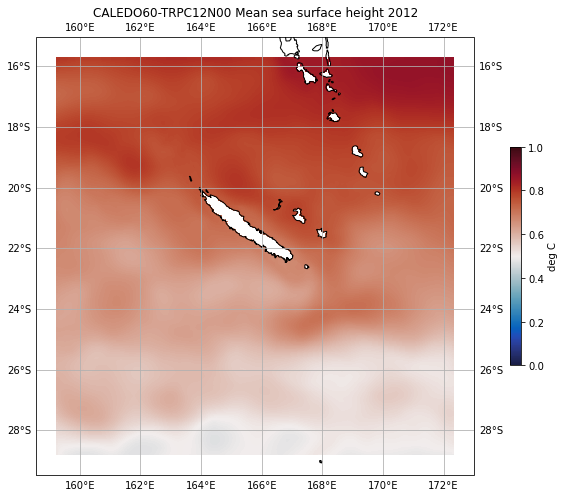 CALEDO60-TRPC12N00 Mean sea surface height 2012
160°E 162°E 164°E 166°E 168°E 170°E 172°E
16°S 16°S
18°S 18°S
1.0
20°S 20°S
0.8
22°S 22°S
0.6
deg C
24°S 24°S
0.4
0.2
26°S 26°S
0.0
28°S 28°S
160°E 162°E 164°E 166°E 168°E 170°E 172°E